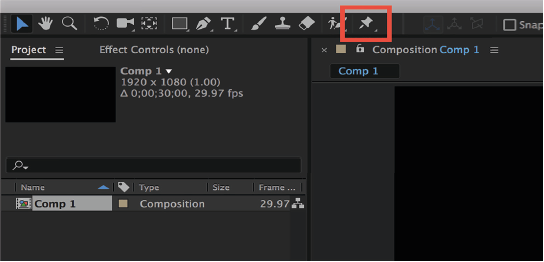 Snap
Project
Effect Controls (none)
Composition Comp 1
Comp 1
Comp 1
1920 x 1080 (1.00)
Δ 0;00;30;00, 29.97 fps
Name Type Size Frame ...
Comp 1 Composition 29.97